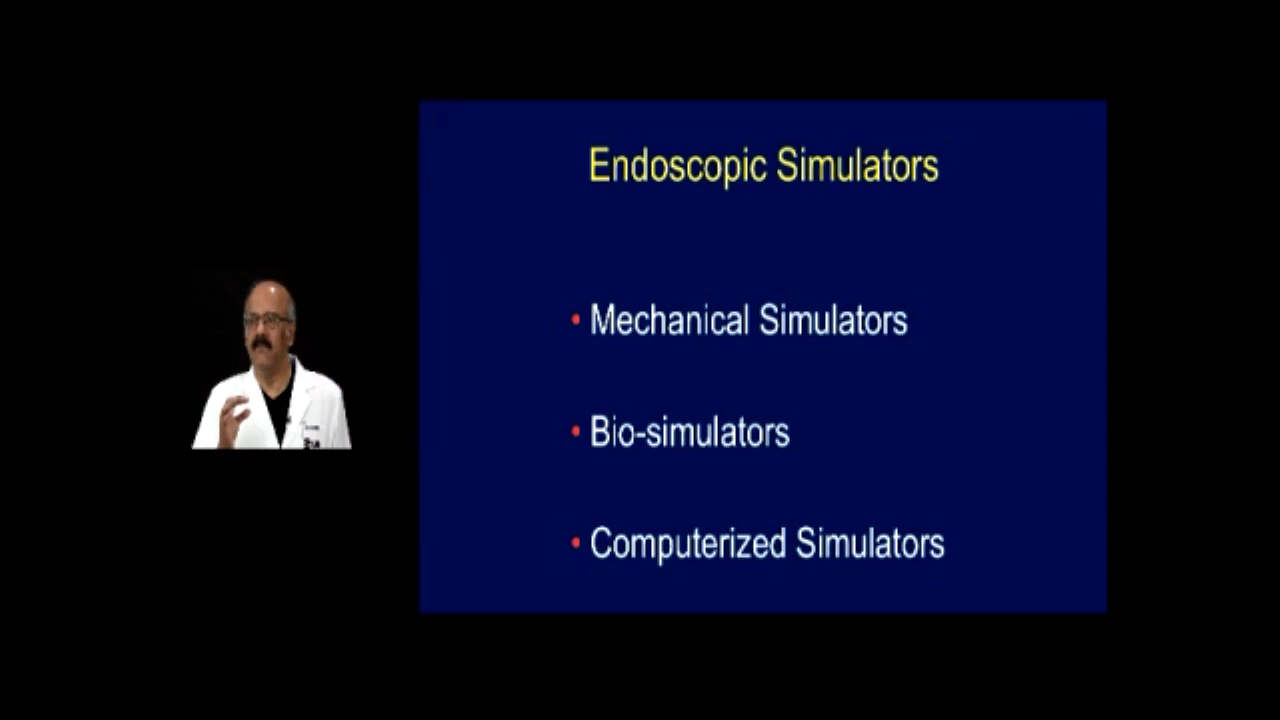 Endoscopic Simulators
• Mechanical Simulators
• Bio-simulators
• Computerized Simulators